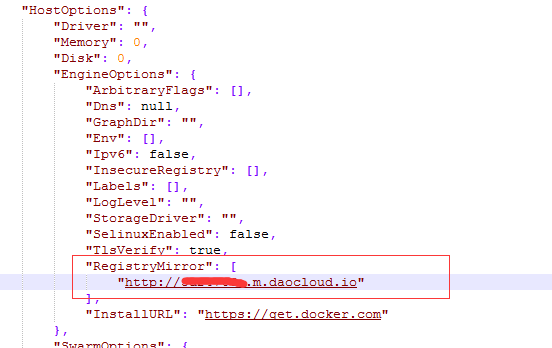 "HostOptions": {
"Driver": "",
"Memory": 0,
"Disk": 0,
"EngineOptions": {
"ArbitraryFlags": [],
"Dns": null,
"GraphDir": "",
"Env": [],
"Ipv6": false,
"InsecureRegistry": [],
"Labels": [],
"LogLevel": "",
"StorageDriver": "",
"SelinuxEnabled": false,
"TlsVerify": true,
"RegistryMirror": [
"http://.m.daocloud.io"
],
"InstallURL": "https://get.docker.com"
},
"SwarmOptions": {